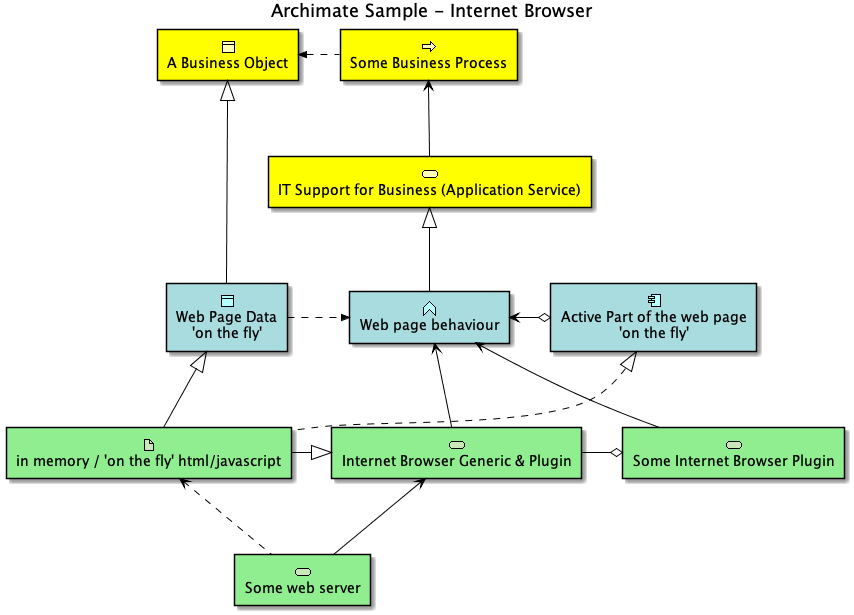 Archimate Sample - Internet Browser
A Business Object
Some Business Process
IT Support for Business (Application Service)
Web Page Data
'on the fly'
Web page behaviour
Active Part of the web page
'on the fly'
in memory / 'on the fly' html/javascript
Internet Browser Generic & Plugin
Some Internet Browser Plugin
Some web server